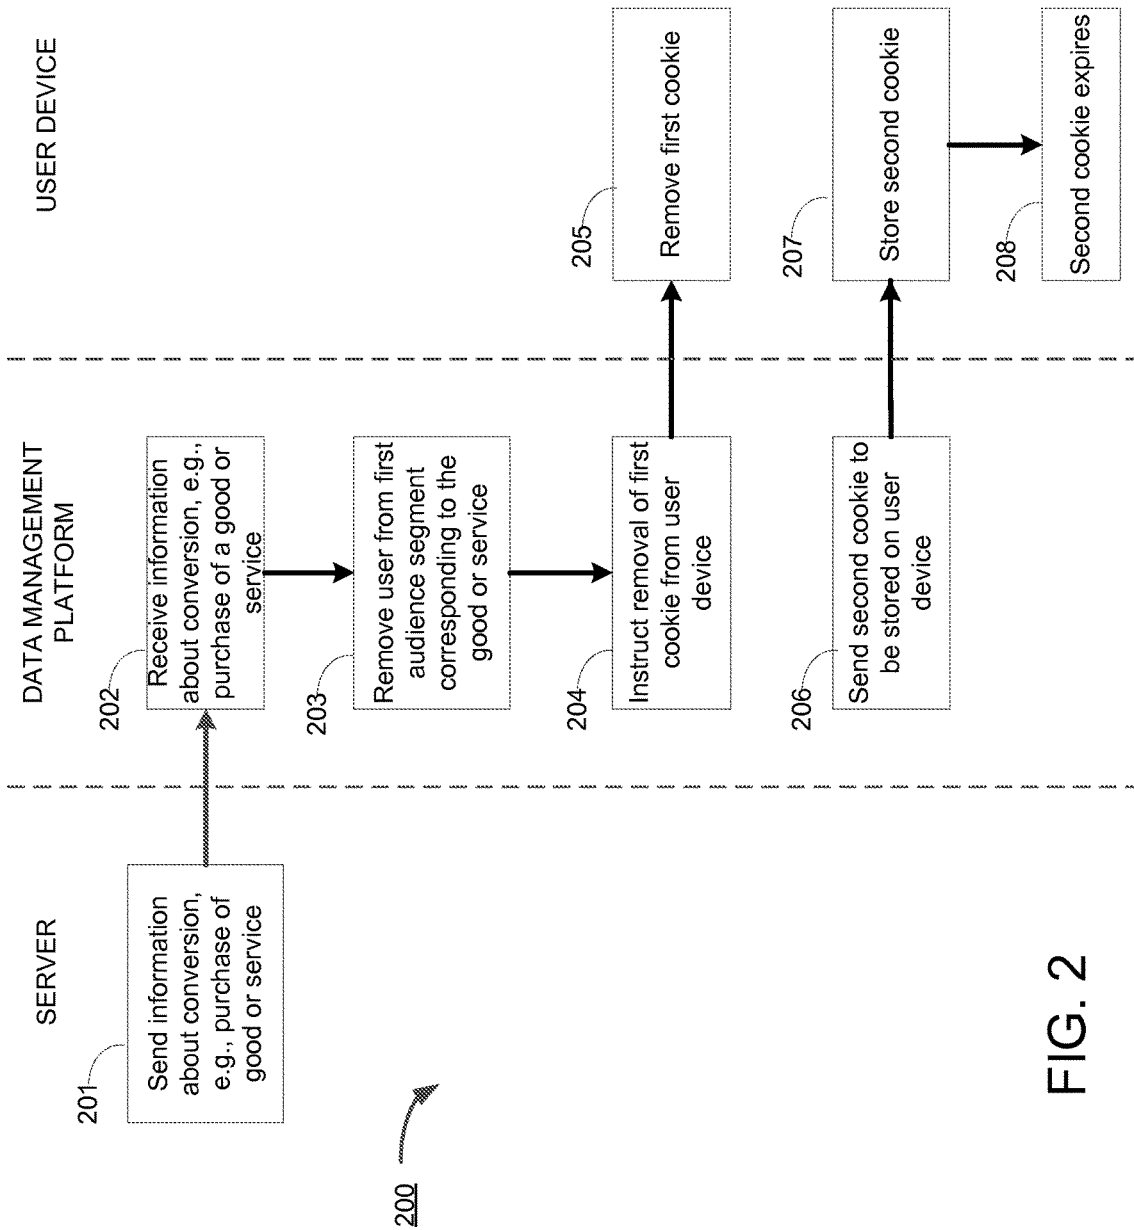 SERVER
DATA MANAGEMENT
PLATFORM
USER DEVICE
201
Send information
about conversion,
e.g., purchase of
good or service
202
Receive information
about conversion, e.g.,
purchase of a good or
service
203
Remove user from first
audience segment
corresponding to the
good or service
204
Instruct removal of first
cookie from user
device
205
Remove first cookie
206
Send second cookie to
be stored on user
device
207
Store second cookie
208
Second cookie expires
200
FIG. 2